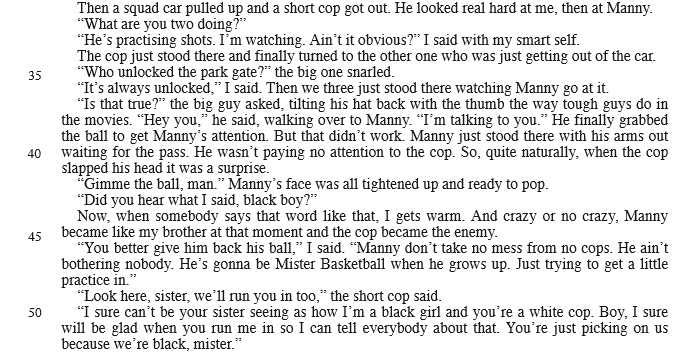 Then a squad car pulled up and a short cop got out. He looked real hard at me, then at Manny.
“What are you two doing?”
“He’s practising shots. I’m watching. Ain’t it obvious?” I said with my smart self.
The cop just stood there and finally turned to the other one who was just getting out of the car.
35 “Who unlocked the park gate?” the big one snarled.
“It’s always unlocked,” I said. Then we three just stood there watching Manny go at it.
“Is that true?” the big guy asked, tilting his hat back with the thumb the way tough guys do in
the movies. “Hey you,” he said, walking over to Manny. “I’m talking to you.” He finally grabbed
the ball to get Manny’s attention. But that didn’t work. Manny just stood there with his arms out
40 waiting for the pass. He wasn’t paying no attention to the cop. So, quite naturally, when the cop
slapped his head it was a surprise.
“Gimme the ball, man.” Manny’s face was all tightened up and ready to pop.
“Did you hear what I said, black boy?”
Now, when somebody says that word like that, I gets warm. And crazy or no crazy, Manny
45 became like my brother at that moment and the cop became the enemy.
“You better give him back his ball,” I said. “Manny don’t take no mess from no cops. He ain’t
bothering nobody. He’s gonna be Mister Basketball when he grows up. Just trying to get a little
practice in.”
“Look here, sister, we’ll run you in too,” the short cop said.
50 “I sure can’t be your sister seeing as how I’m a black girl and you’re a white cop. Boy, I sure
will be glad when you run me in so I can tell everybody about that. You’re just picking on us
because we’re black, mister.”